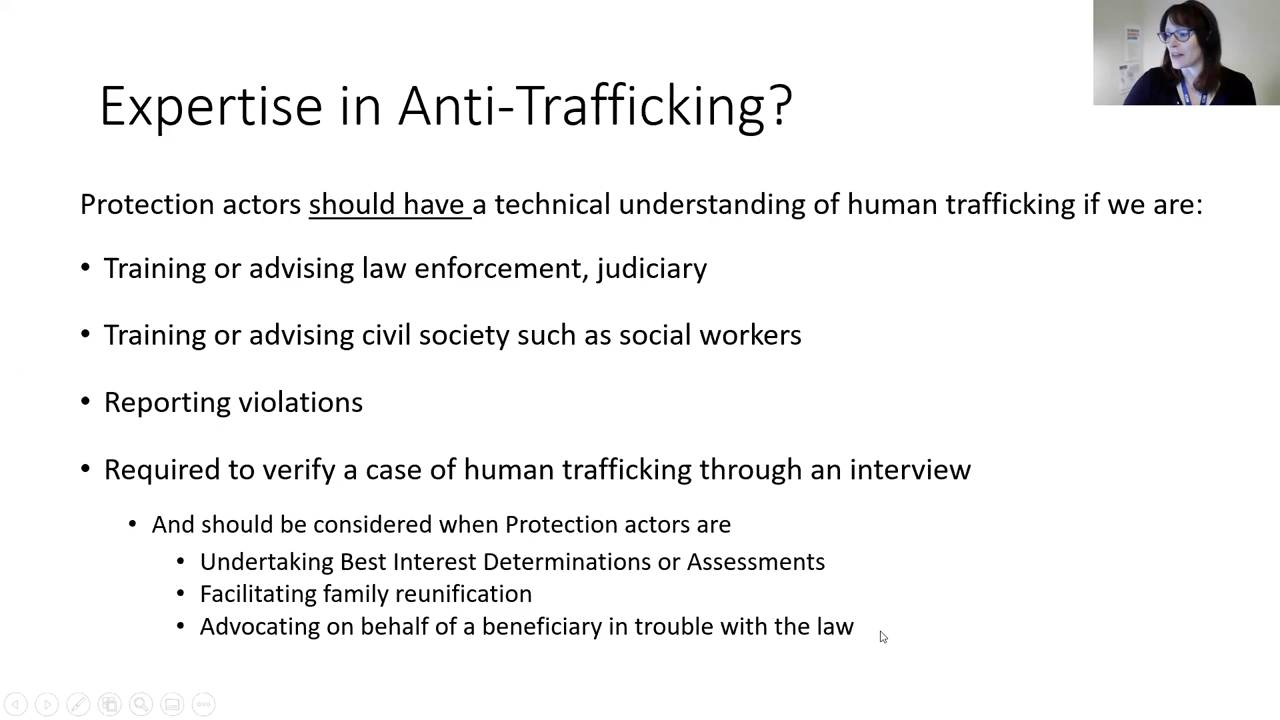 Expertise in Anti-Trafficking?
Protection actors should have a technical understanding of human trafficking if we are:
• Training or advising law enforcement, judiciary
• Training or advising civil society such as social workers
• Reporting violations
• Required to verify a case of human trafficking through an interview
• And should be considered when Protection actors are
• Undertaking Best Interest Determinations or Assessments
• Facilitating family reunification
• Advocating on behalf of a beneficiary in trouble with the law